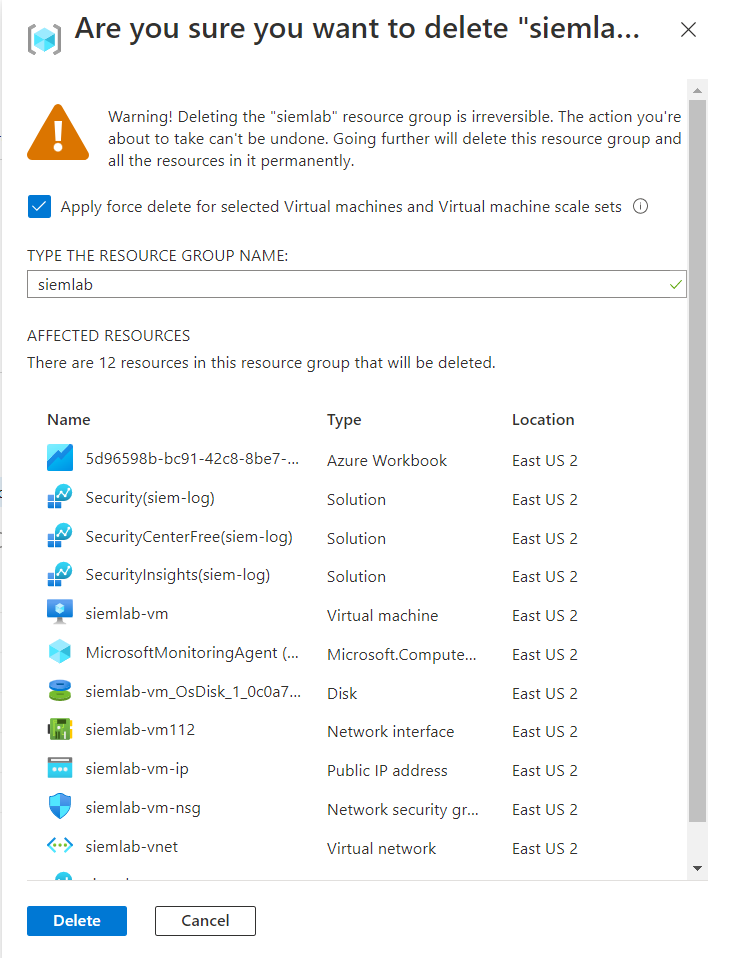 Are you sure you want to delete "siemla...
Warning! Deleting the "siemlab" resource group is irreversible. The action you're
about to take can't be undone. Going further will delete this resource group and
all the resources in it permanently.
Apply force delete for selected Virtual machines and Virtual machine scale sets
TYPE THE RESOURCE GROUP NAME:
siemlab
AFFECTED RESOURCES
There are 12 resources in this resource group that will be deleted.
Name Type Location
5d96598b-bc91-42c8-8be7-... Azure Workbook East US 2
Security(siem-log) Solution East US 2
SecurityCenterFree(siem-log) Solution East US 2
SecurityInsights(siem-log) Solution East US 2
siemlab-vm Virtual machine East US 2
MicrosoftMonitoringAgent (... Microsoft.Compute... East US 2
siemlab-vm_OsDisk_1_0c0a7... Disk East US 2
siemlab-vm112 Network interface East US 2
siemlab-vm-ip Public IP address East US 2
siemlab-vm-nsg Network security gr... East US 2
siemlab-vnet Virtual network East US 2
Delete Cancel